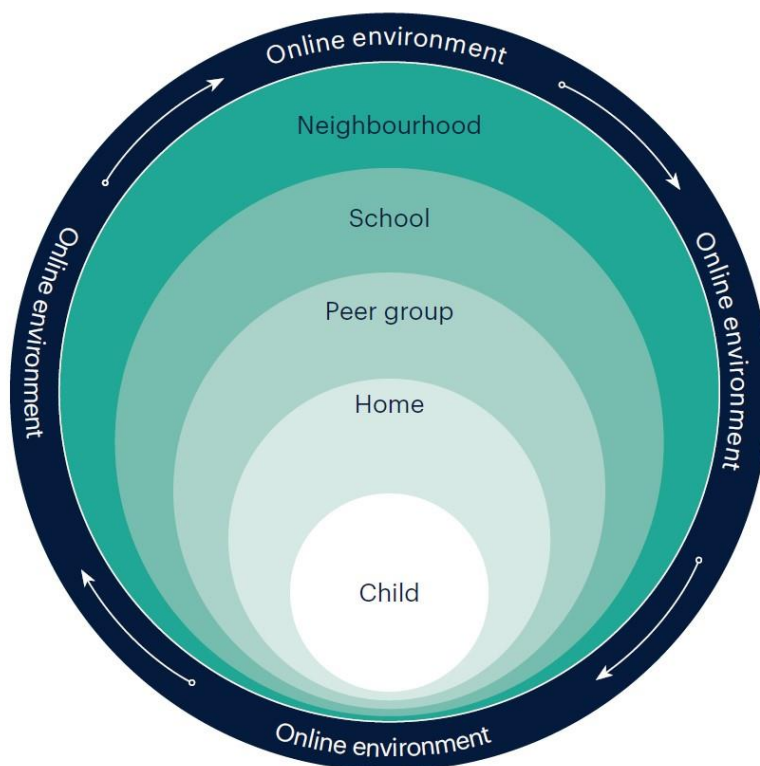 Online environment
Neighbourhood
School
Online environment
Online environment
Peer group
Home
Child
Online environment